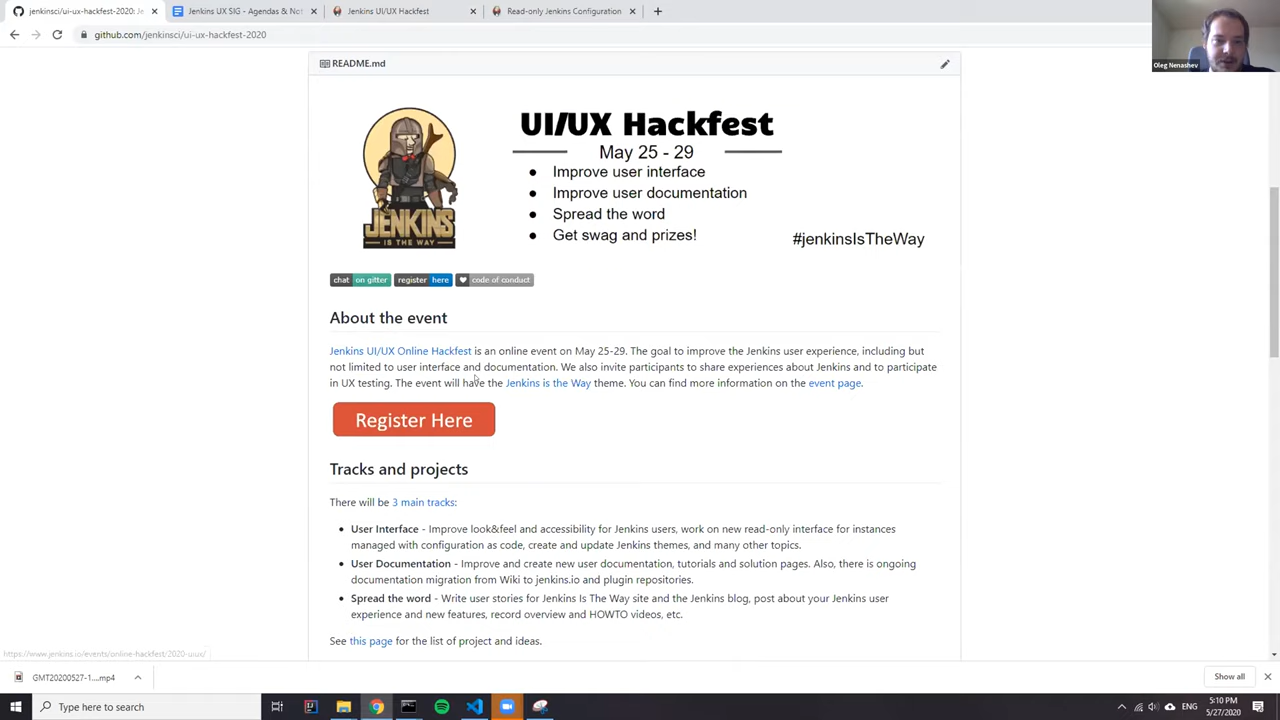 jenkinsci/ui-ux-hackfest-2020: Je
Jenkins UX SIG - Agendas & Not
Jenkins UI/UX Hackfest
Read-only Jenkins Configuration
github.com/jenkinsci/ui-ux-hackfest-2020
Oleg Nenashev
README.md
UI/UX Hackfest
May 25 - 29
● Improve user interface
● Improve user documentation
● Spread the word
● Get swag and prizes!
#jenkinsIsTheWay
JENKINS
IS THE WAY
chat on gitter register here code of conduct
About the event
Jenkins UI/UX Online Hackfest is an online event on May 25-29. The goal to improve the Jenkins user experience, including but
not limited to user interface and documentation. We also invite participants to share experiences about Jenkins and to participate
in UX testing. The event will have the Jenkins is the Way theme. You can find more information on the event page.
Register Here
Tracks and projects
There will be 3 main tracks:
• User Interface - Improve look&feel and accessibility for Jenkins users, work on new read-only interface for instances
managed with configuration as code, create and update Jenkins themes, and many other topics.
• User Documentation - Improve and create new user documentation, tutorials and solution pages. Also, there is ongoing
documentation migration from Wiki to jenkins.io and plugin repositories.
• Spread the word - Write user stories for Jenkins Is The Way site and the Jenkins blog, post about your Jenkins user
experience and new features, record overview and HOWTO videos, etc.
See this page for the list of project and ideas.
https://www.jenkins.io/events/online-hackfest/2020-uiux/
GMT20200527-1....mp4
Show all
Type here to search
ENG
5:10 PM
5/27/2020